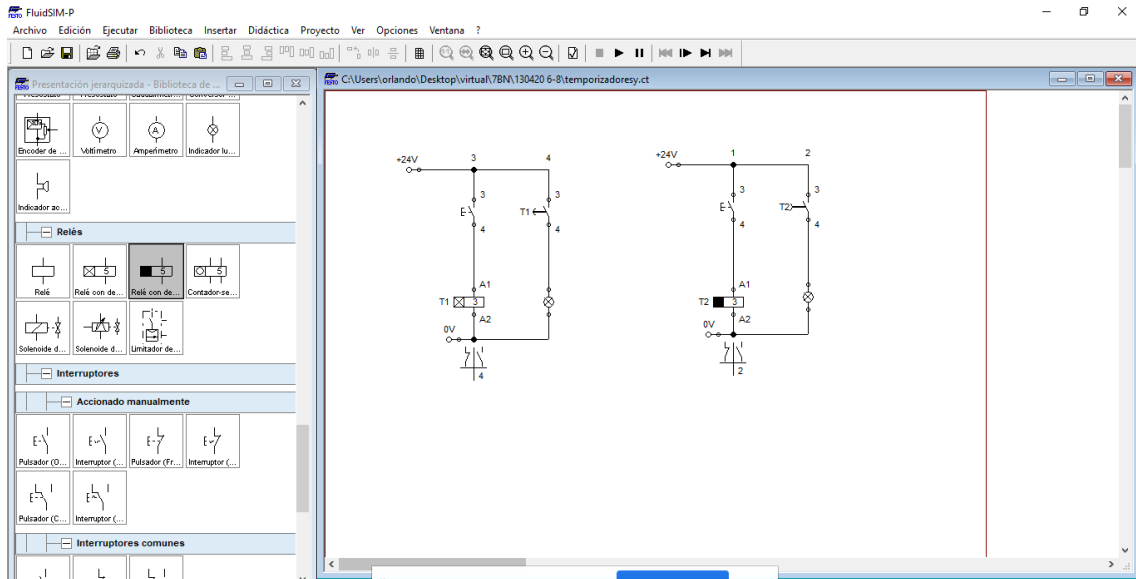 FluidSIM-P
Archivo Edición Ejecutar Biblioteca Insertar Didáctica Proyecto Ver Opciones Ventana ?
Presentación jerarquizada - Biblioteca de ...
Encoder de ... Voltímetro Amperímetro Indicador lu...
Indicador ac...
Relés
5 5 5
Relé Relé con de... Relé con de... Contador-se...
Solenoide d... Solenoide d... Limitador de...
Interruptores
Accionado manualmente
Pulsador (O... Interruptor (... Pulsador (Fr... Interruptor (...
Pulsador (C... Interruptor (...
Interruptores comunes
C:\Users\orlando\Desktop\virtual\7BN\130420 6-8\temporizadoresy.ct
+24V 3 4
3 3
T1
4 4
A1
T1 3
A2
0V
4
+24V 1 2
3 3
T2
4 4
A1
T2 3
A2
0V
2